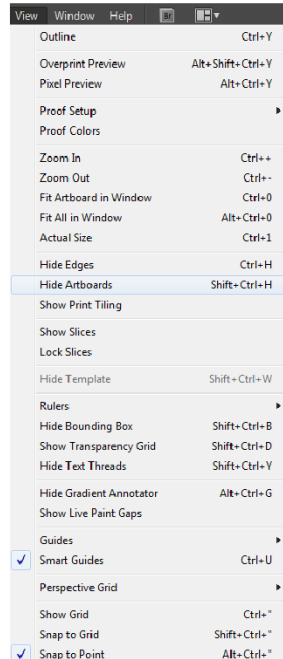 View Window Help Br
Outline Ctrl+Y
Overprint Preview Alt+Shift+Ctrl+Y
Pixel Preview Alt+Ctrl+Y
Proof Setup
Proof Colors
Zoom In Ctrl++
Zoom Out Ctrl+-
Fit Artboard in Window Ctrl+0
Fit All in Window Alt+Ctrl+0
Actual Size Ctrl+1
Hide Edges Ctrl+H
Hide Artboards Shift+Ctrl+H
Show Print Tiling
Show Slices
Lock Slices
Hide Template Shift+Ctrl+W
Rulers
Hide Bounding Box Shift+Ctrl+B
Show Transparency Grid Shift+Ctrl+D
Hide Text Threads Shift+Ctrl+Y
Hide Gradient Annotator Alt+Ctrl+G
Show Live Paint Gaps
Guides
Smart Guides Ctrl+U
Perspective Grid
Show Grid Ctrl+"
Snap to Grid Shift+Ctrl+"
Snap to Point Alt+Ctrl+"